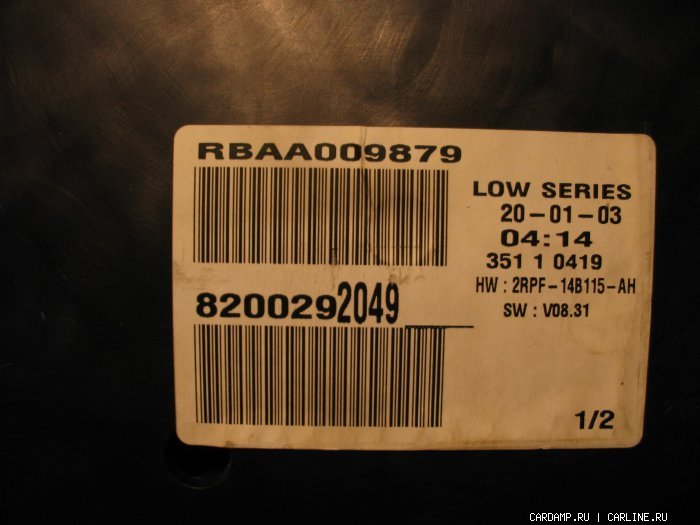 RBAA009879
LOW SERIES
20-01-03
04:14
351 1 0419
HW : 2RPF-14B115-AH
SW : V08.31
8200292049
1/2
CARDAMP.RU | CARLINE.RU